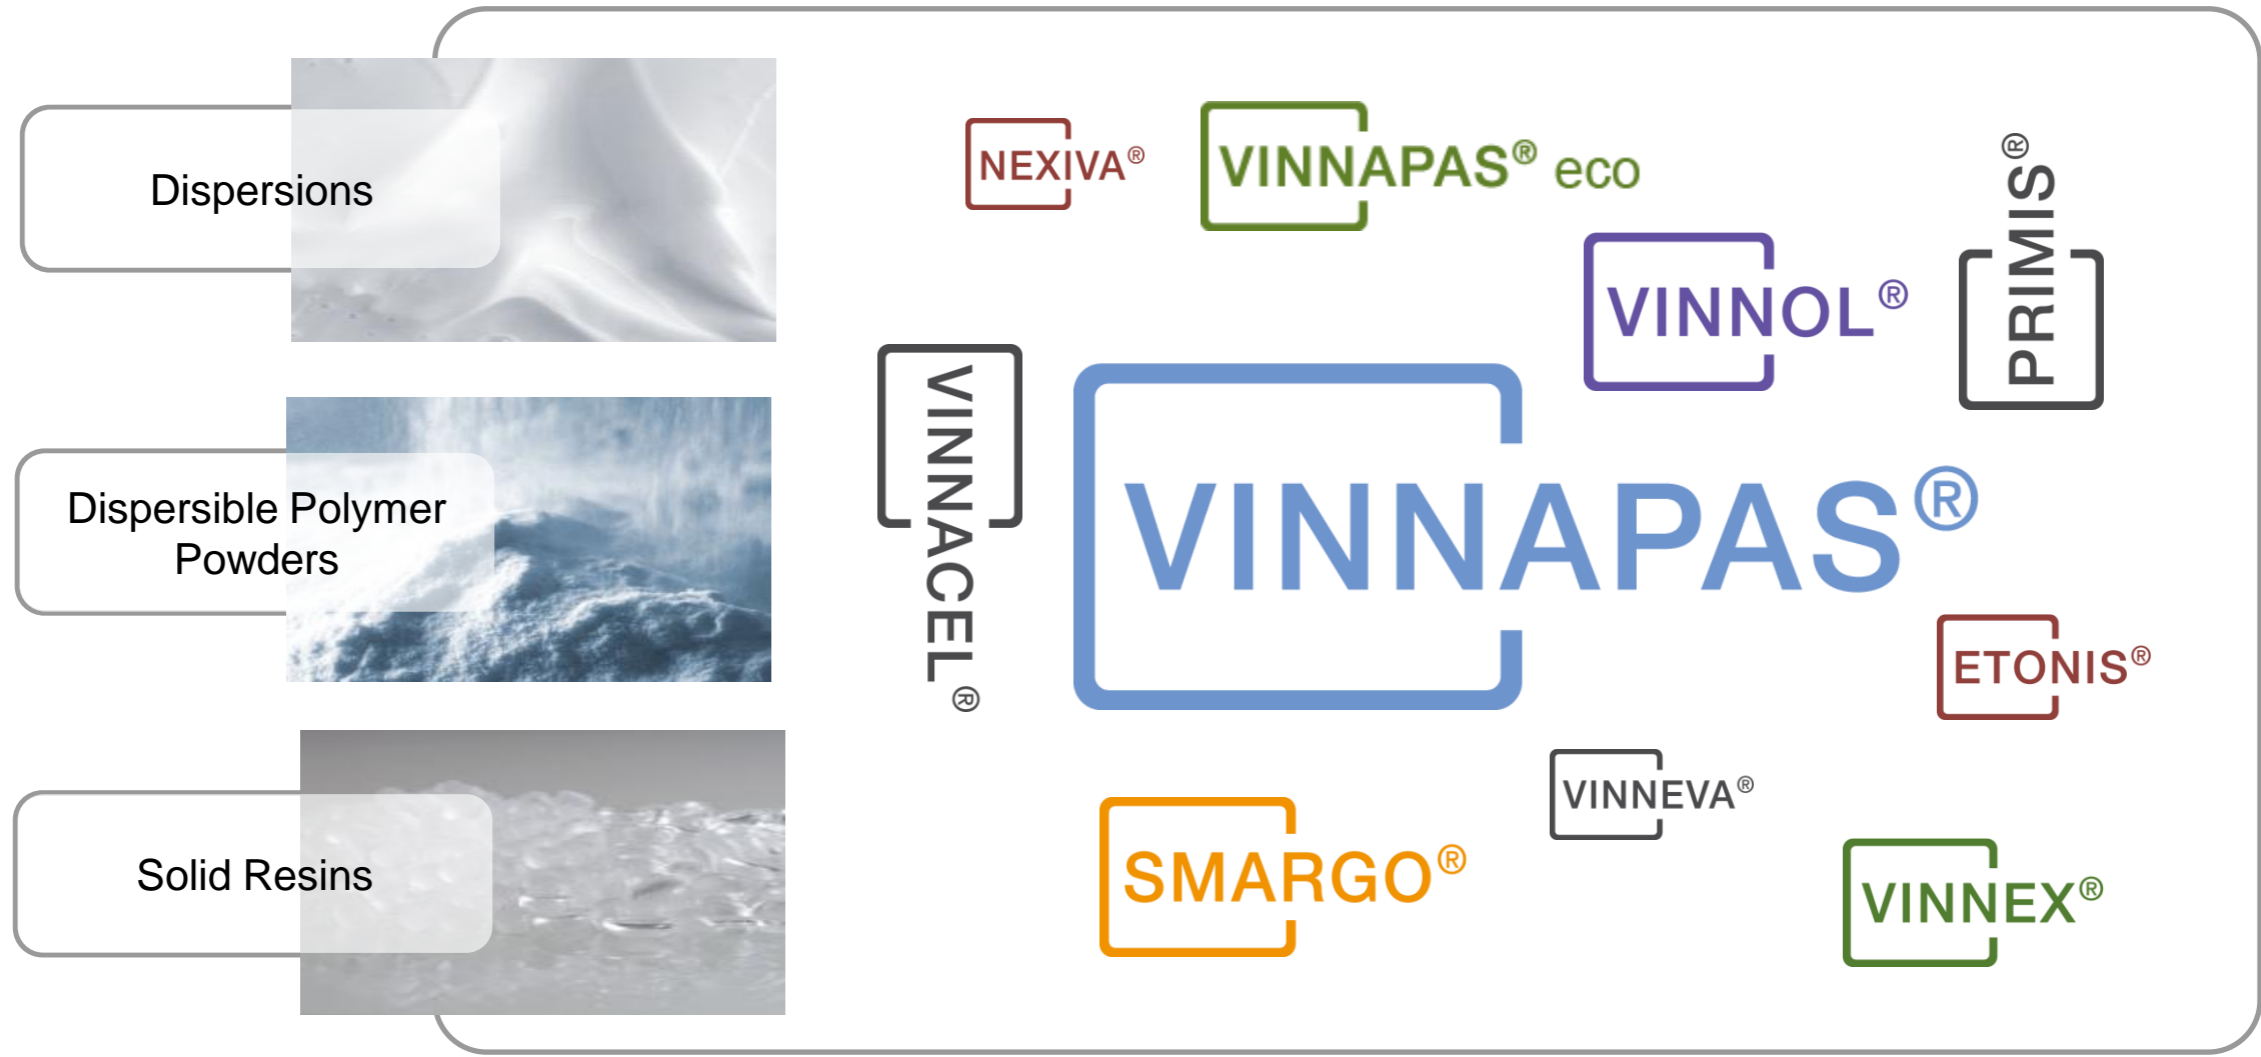 Dispersions
Dispersible Polymer
Powders
Solid Resins
NEXIVA®
VINNAPAS® eco
PRIMIS®
VINNOL®
VINNACEL®
VINNAPAS®
ETONIS®
VINNEVA®
SMARGO®
VINNEX®